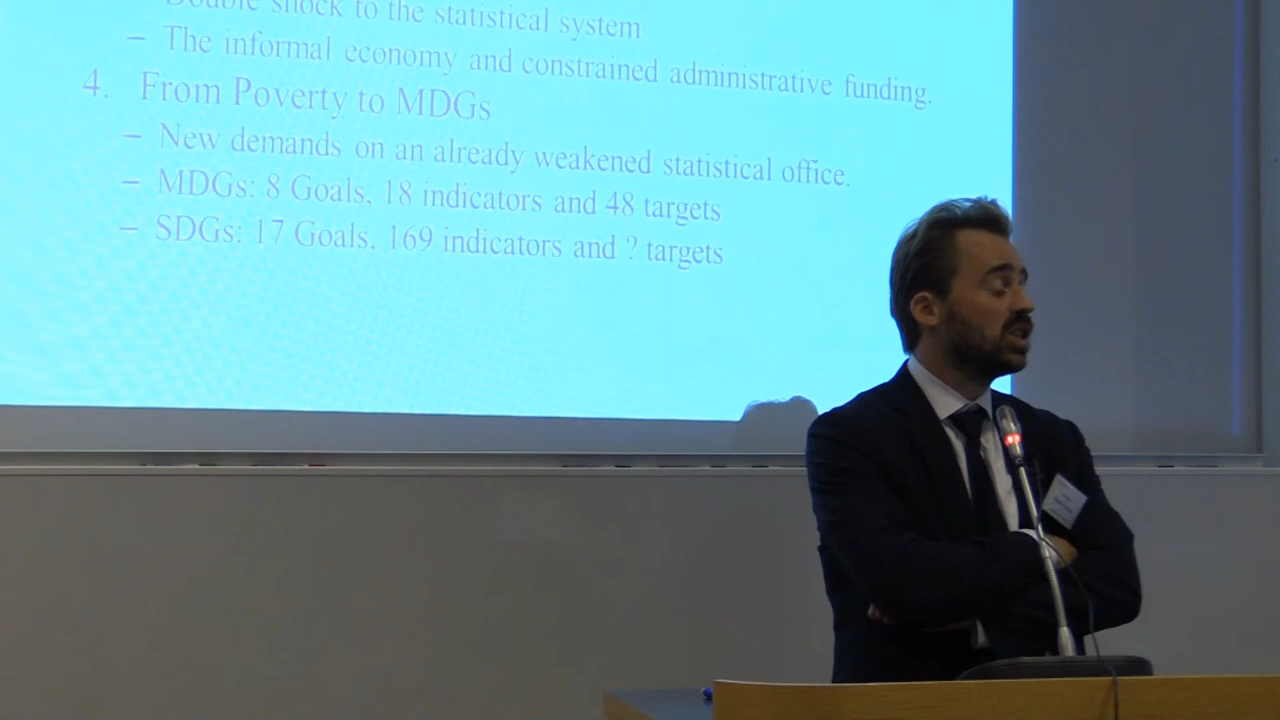 Double shock to the statistical system
– The informal economy and constrained administrative funding.
4. From Poverty to MDGs
– New demands on an already weakened statistical office.
– MDGs: 8 Goals, 18 indicators and 48 targets
– SDGs: 17 Goals, 169 indicators and ? targets